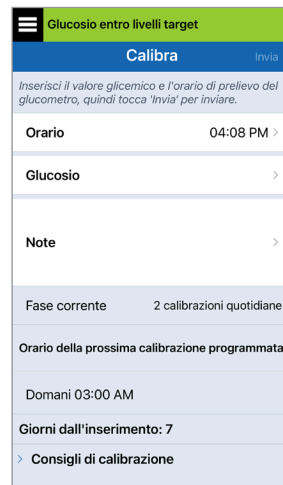 Glucosio entro livelli target
Calibra Invia
Inserisci il valore glicemico e l'orario di prelievo del
glucometro, quindi tocca 'Invia' per inviare.
Orario 04:08 PM >
Glucosio >
Note >
Fase corrente 2 calibrazioni quotidiane
Orario della prossima calibrazione programmata
Domani 03:00 AM
Giorni dall'inserimento: 7
> Consigli di calibrazione